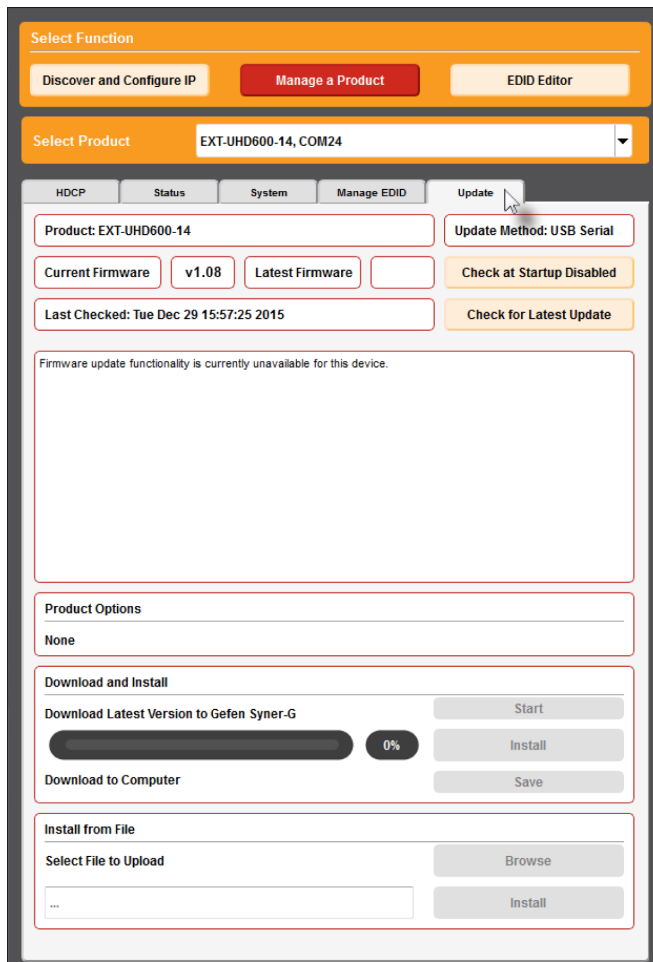 Select Function
Discover and Configure IP Manage a Product EDID Editor
Select Product EXT-UHD600-14, COM24
HDCP Status System Manage EDID Update
Product: EXT-UHD600-14 Update Method: USB Serial
Current Firmware v1.08 Latest Firmware Check at Startup Disabled
Last Checked: Tue Dec 29 15:57:25 2015 Check for Latest Update
Firmware update functionality is currently unavailable for this device.
Product Options
None
Download and Install
Download Latest Version to Gefen Syner-G Start
0% Install
Download to Computer Save
Install from File
Select File to Upload Browse
... Install